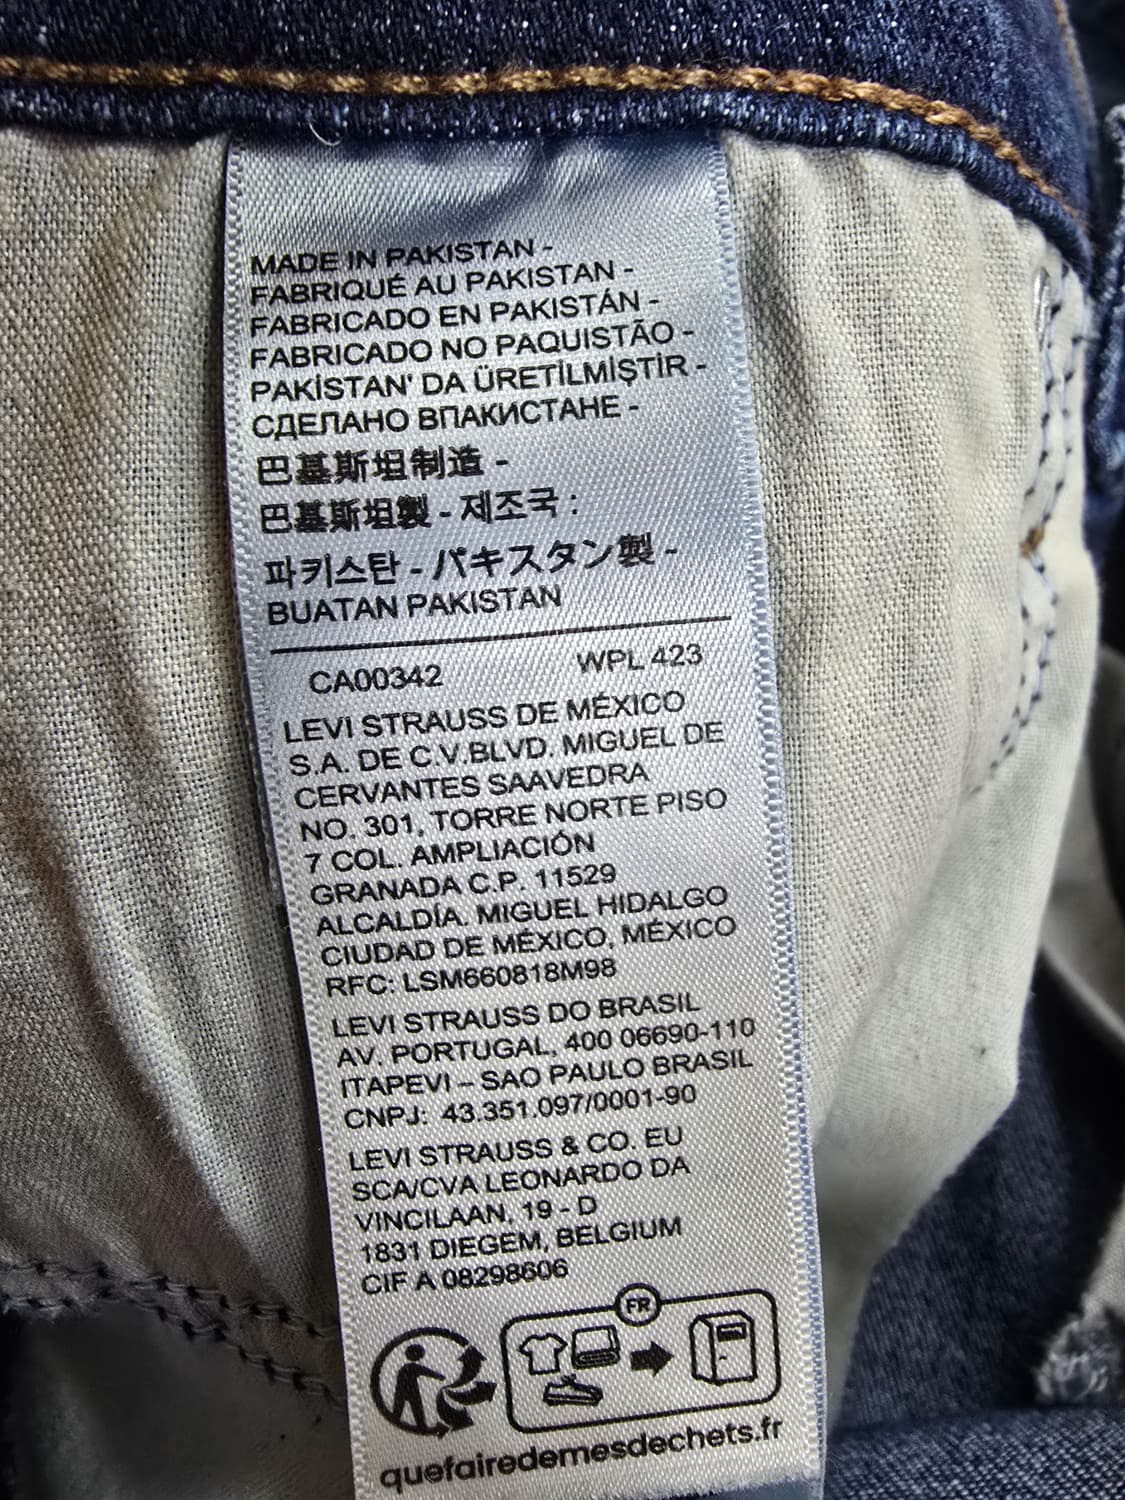 MADE IN PAKISTAN -
FABRIQUÉ AU PAKISTAN -
FABRICADO EN PAKISTÁN -
FABRICADO NO PAQUISTÃO -
PAKİSTAN' DA ÜRETİLMİŞTİR -
СДЕЛАНО ВПАКИСТАНЕ -
巴基斯坦制造 -
巴基斯坦製 - 제조국 :
파키스탄 - パキスタン製 -
BUATAN PAKISTAN
CA00342 WPL 423
LEVI STRAUSS DE MÉXICO
S.A. DE C.V.BLVD. MIGUEL DE
CERVANTES SAAVEDRA
NO. 301, TORRE NORTE PISO
7 COL. AMPLIACIÓN
GRANADA C.P. 11529
ALCALDÍA. MIGUEL HIDALGO
CIUDAD DE MÉXICO, MÉXICO
RFC: LSM660818M98
LEVI STRAUSS DO BRASIL
AV. PORTUGAL, 400 06690-110
ITAPEVI – SAO PAULO BRASIL
CNPJ: 43.351.097/0001-90
LEVI STRAUSS & CO. EU
SCA/CVA LEONARDO DA
VINCILAAN, 19 - D
1831 DIEGEM, BELGIUM
CIF A 08298606
FR
quefairedemesdechets.fr